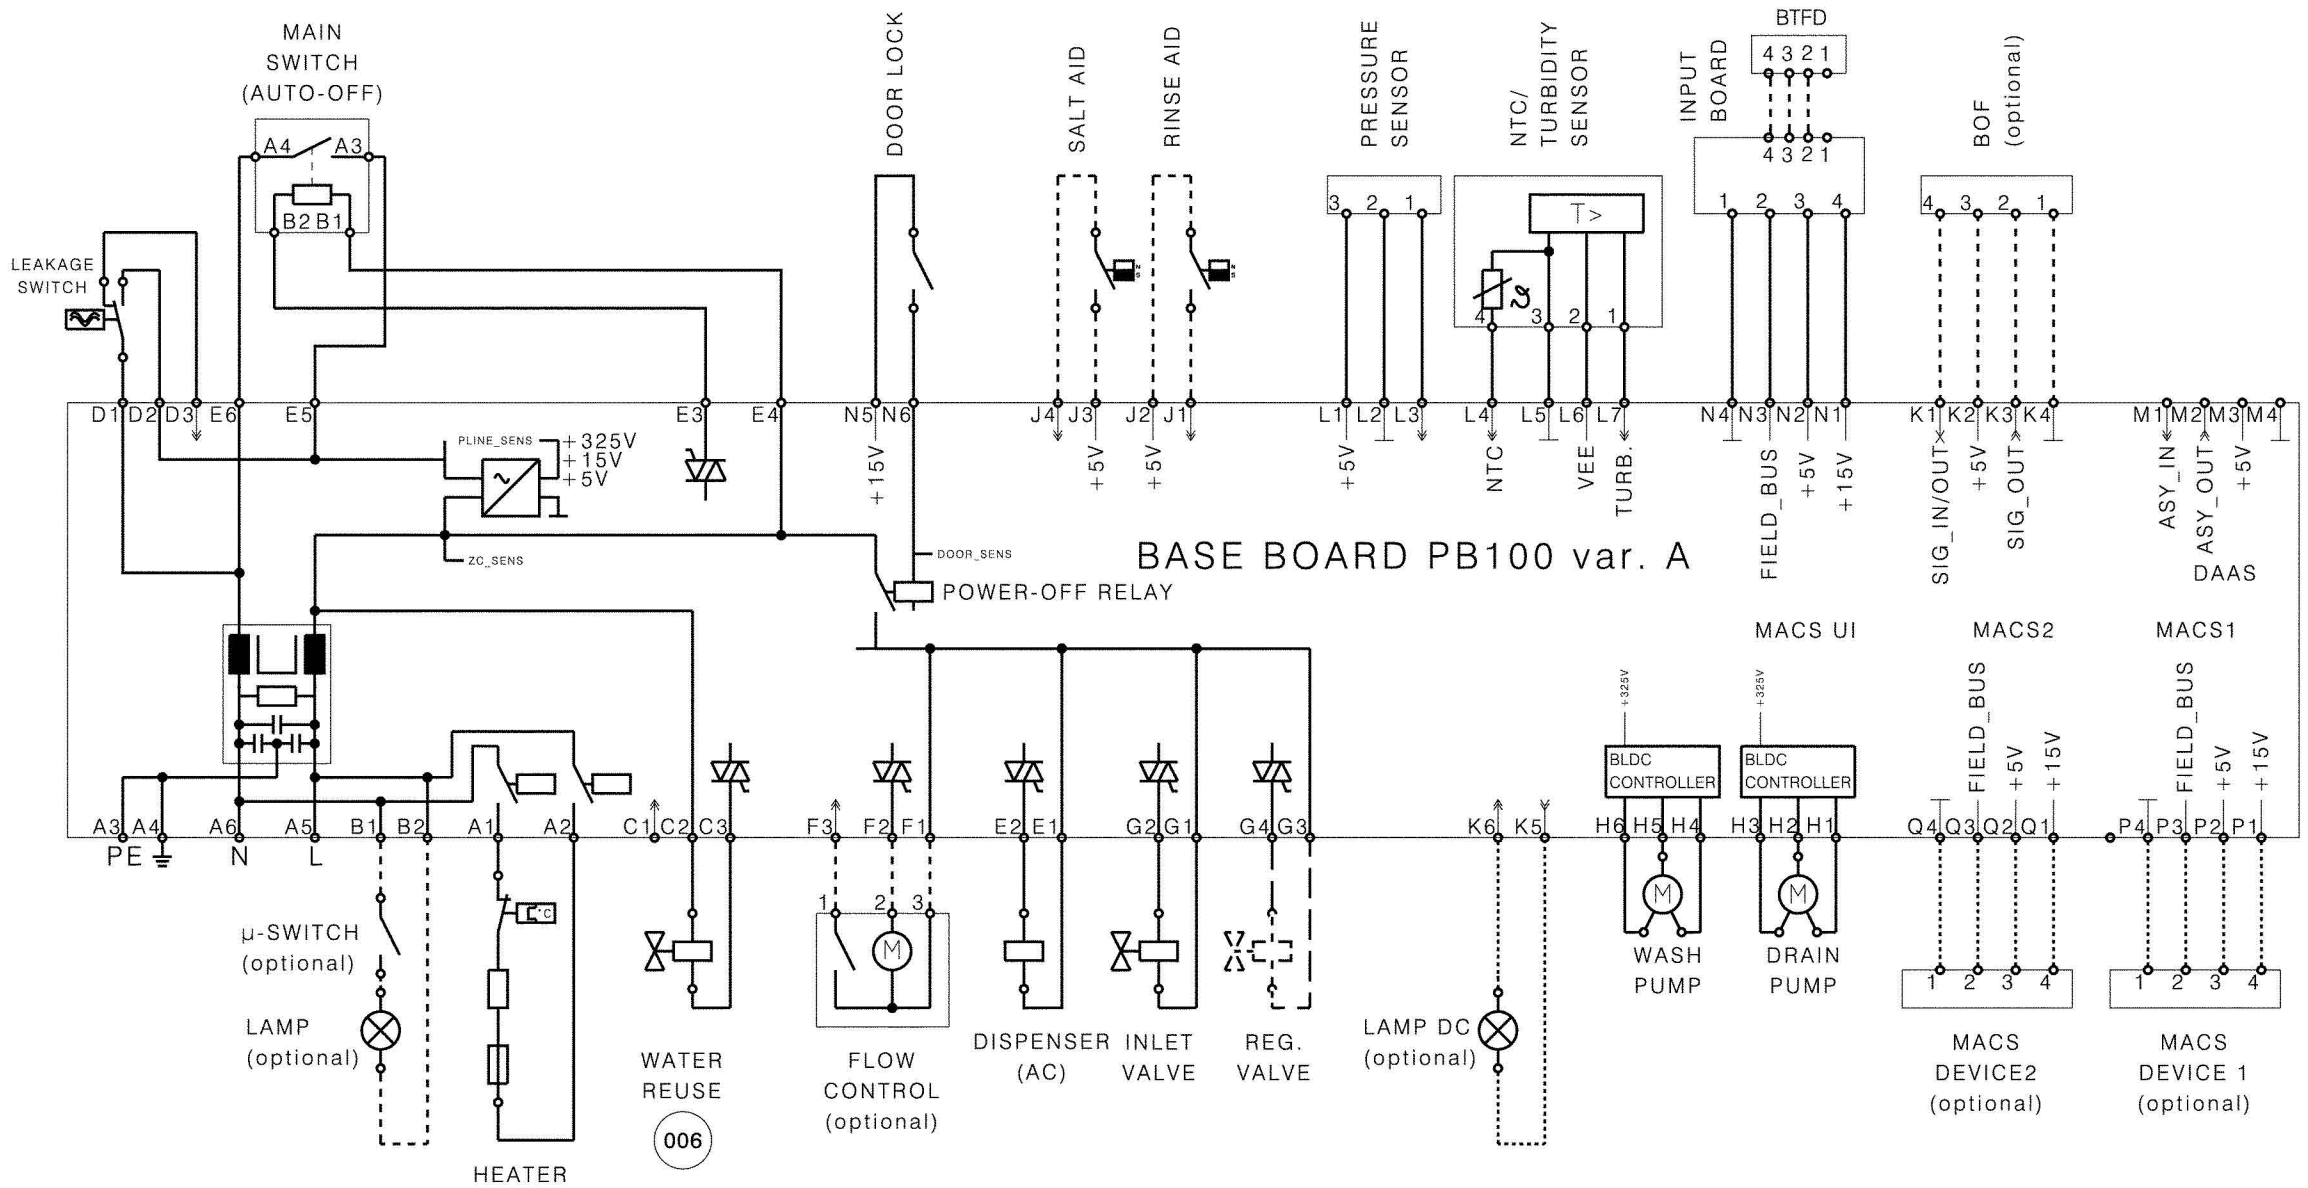 MAIN
SWITCH
(AUTO-OFF)
A4 A3
B2 B1
LEAKAGE
SWITCH
DOOR LOCK
SALT AID
RINSE AID
PRESSURE
SENSOR
3 2 1
NTC/
TURBIDITY
SENSOR
T>
4 3 2 1
INPUT
BOARD
BTFD
4 3 2 1
4 3 2 1
1 2 3 4
BOF
(optional)
4 3 2 1
D1 D2 D3 E6 E5 E3 E4 N5 N6 J4 J3 J2 J1 L1 L2 L3 L4 L5 L6 L7 N4 N3 N2 N1 K1 K2 K3 K4 M1 M2 M3 M4
PLINE_SENS
+325V
+15V
+5V
ZC_SENS
+15V
+5V
+5V
+5V
NTC
VEE
TURB.
FIELD_BUS
+5V
+15V
SIG_IN/OUT
+5V
SIG_OUT
ASY_IN
ASY_OUT
+5V
DAAS
DOOR_SENS
POWER-OFF RELAY
BASE BOARD PB100 var. A
MACS UI
MACS2
MACS1
+325V
BLDC
CONTROLLER
+325V
BLDC
CONTROLLER
FIELD_BUS
+5V
+15V
FIELD_BUS
+5V
+15V
A3 A4 A6 A5 B1 B2 A1 A2 C1 C2 C3 F3 F2 F1 E2 E1 G2 G1 G4 G3 K6 K5 H6 H5 H4 H3 H2 H1 Q4 Q3 Q2 Q1 P4 P3 P2 P1
PE N L
µ-SWITCH
(optional)
LAMP
(optional)
°C
HEATER
WATER
REUSE
006
1 2 3
M
FLOW
CONTROL
(optional)
DISPENSER
(AC)
INLET
VALVE
REG.
VALVE
LAMP DC
(optional)
M
WASH
PUMP
M
DRAIN
PUMP
1 2 3 4
MACS
DEVICE2
(optional)
1 2 3 4
MACS
DEVICE 1
(optional)